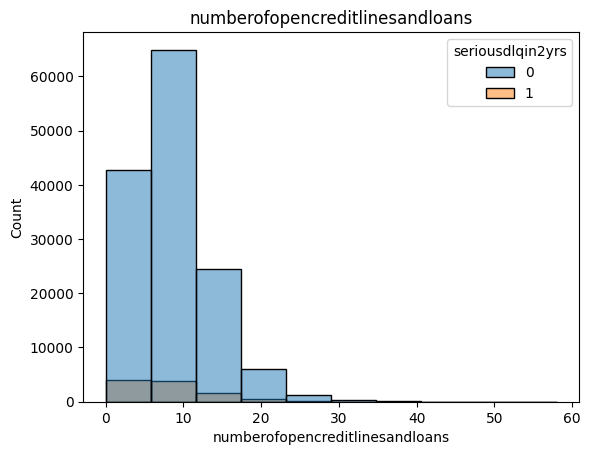 numberofopencreditlinesandloans
seriousdlqin2yrs
0
1
60000
50000
40000
30000
20000
10000
0
Count
0 10 20 30 40 50 60
numberofopencreditlinesandloans